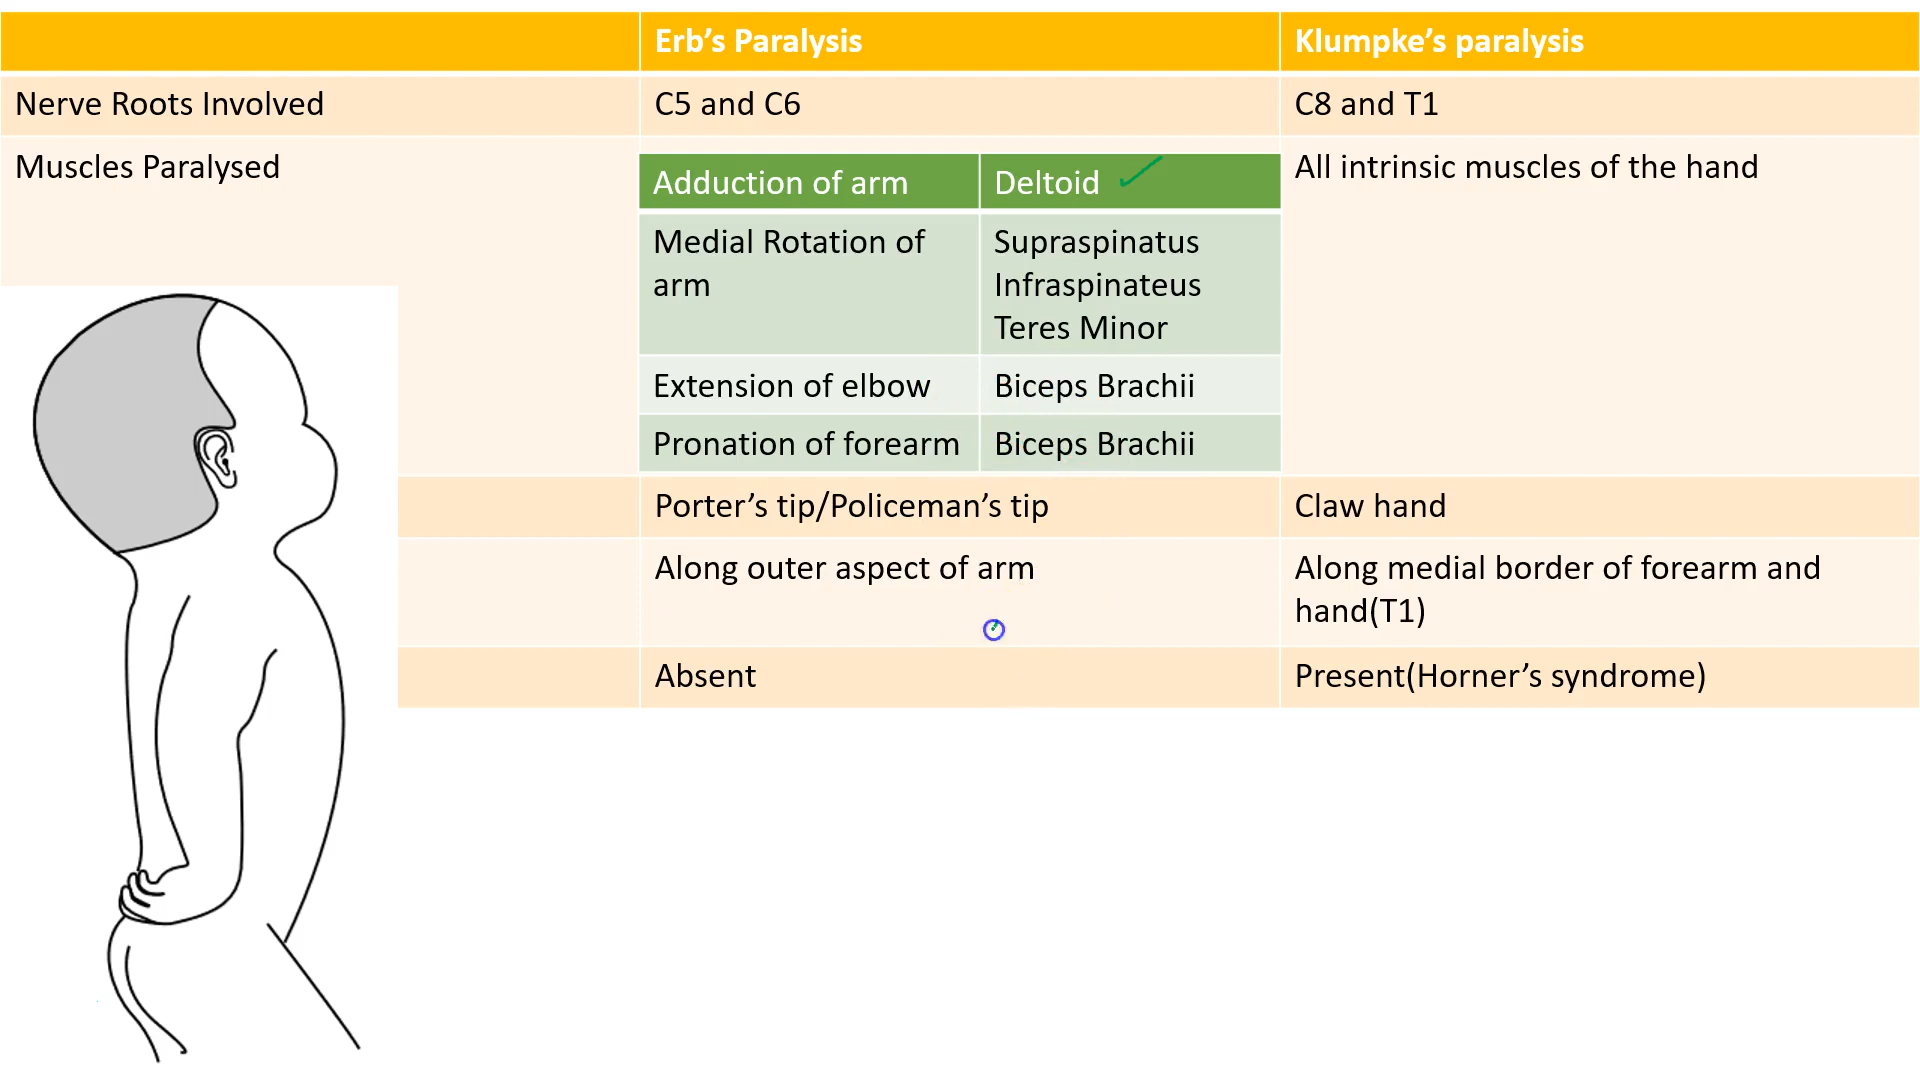 Erb’s Paralysis
Klumpke’s paralysis
Nerve Roots Involved
C5 and C6
C8 and T1
Muscles Paralysed
Adduction of arm
Deltoid
Medial Rotation of
arm
Supraspinatus
Infraspinateus
Teres Minor
Extension of elbow
Biceps Brachii
Pronation of forearm
Biceps Brachii
All intrinsic muscles of the hand
Porter’s tip/Policeman’s tip
Claw hand
Along outer aspect of arm
Along medial border of forearm and
hand(T1)
Absent
Present(Horner’s syndrome)